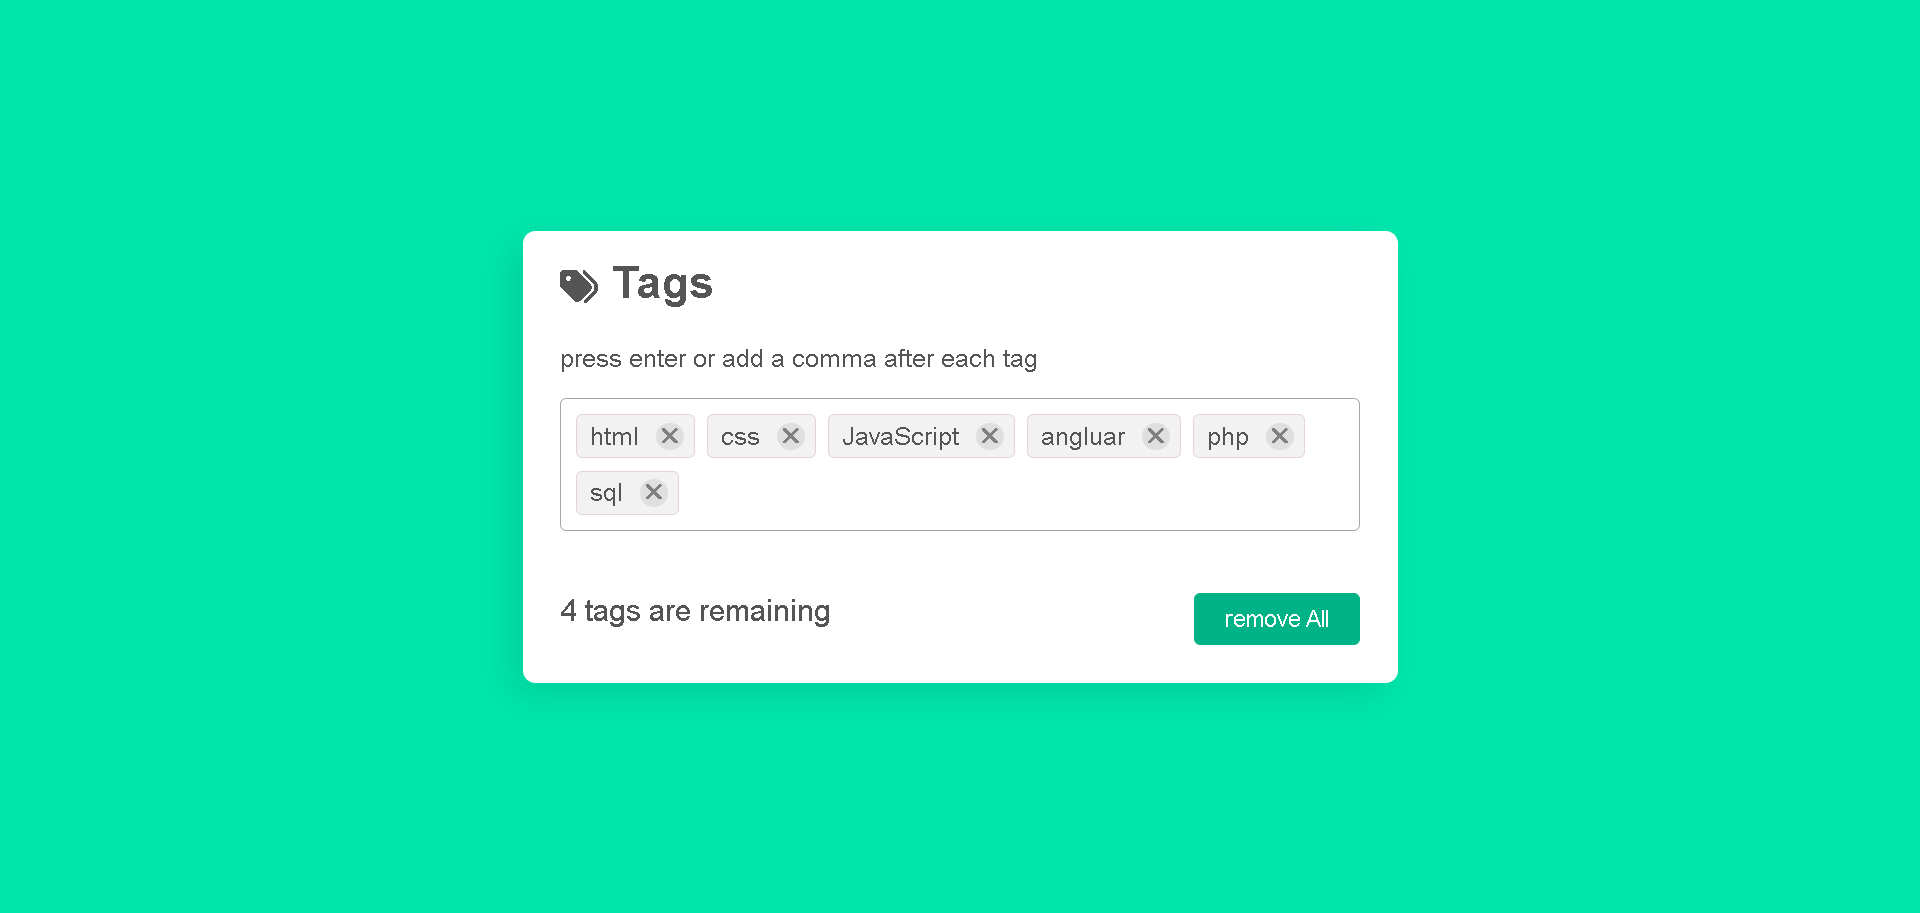 Tags
press enter or add a comma after each tag
html css JavaScript angluar php
sql
4 tags are remaining
remove All